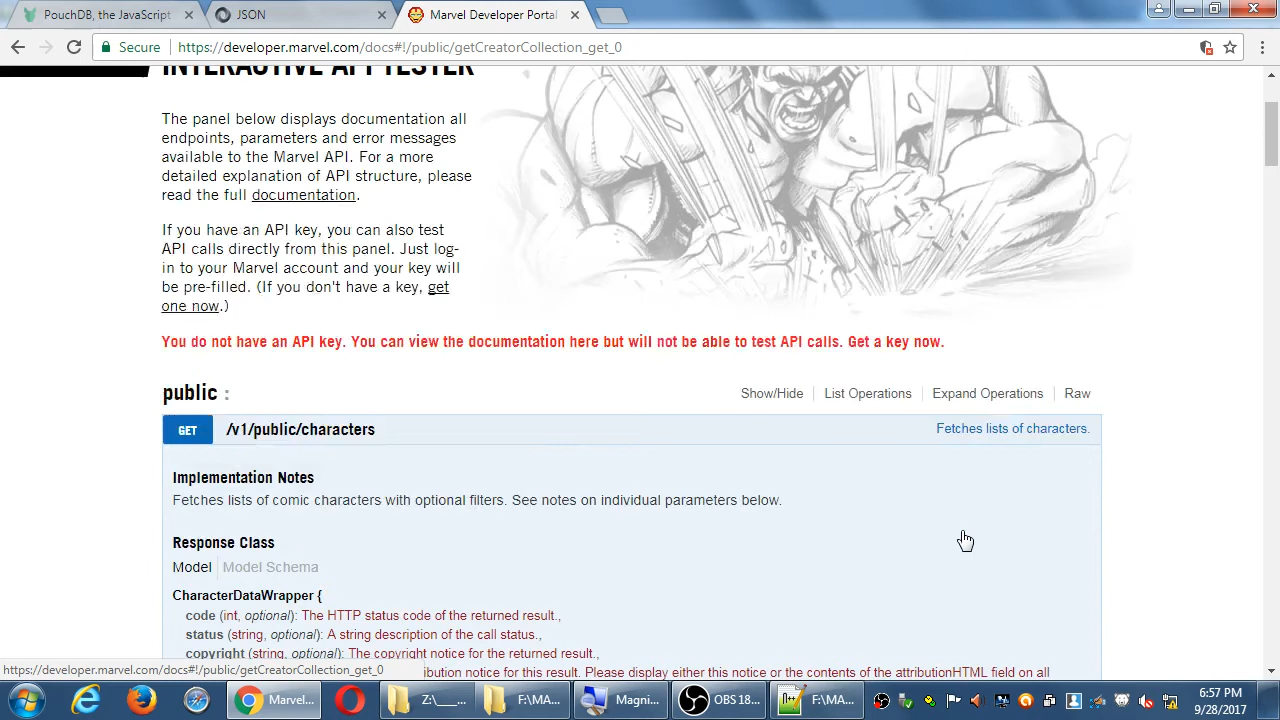 PouchDB, the JavaScript
JSON
Marvel Developer Portal
Secure
https://developer.marvel.com/docs#!/public/getCreatorCollection_get_0
INTERACTIVE API TESTER
The panel below displays documentation all
endpoints, parameters and error messages
available to the Marvel API. For a more
detailed explanation of API structure, please
read the full documentation.
If you have an API key, you can also test
API calls directly from this panel. Just log-
in to your Marvel account and your key will
be pre-filled. (If you don't have a key, get
one now.)
You do not have an API key. You can view the documentation here but will not be able to test API calls. Get a key now.
public :
Show/Hide
List Operations
Expand Operations
Raw
GET
/v1/public/characters
Fetches lists of characters.
Implementation Notes
Fetches lists of comic characters with optional filters. See notes on individual parameters below.
Response Class
Model
Model Schema
CharacterDataWrapper {
code (int, optional): The HTTP status code of the returned result.,
status (string, optional): A string description of the call status.,
copyright (string, optional): The copyright notice for the returned result.,
https://developer.marvel.com/docs#!/public/getCreatorCollection_get_0
ibution notice for this result. Please display either this notice or the contents of the attributionHTML field on all
Marvel...
Z:\____...
F:\MA...
Magni...
OBS 18...
F:\MA...
6:57 PM
9/28/2017